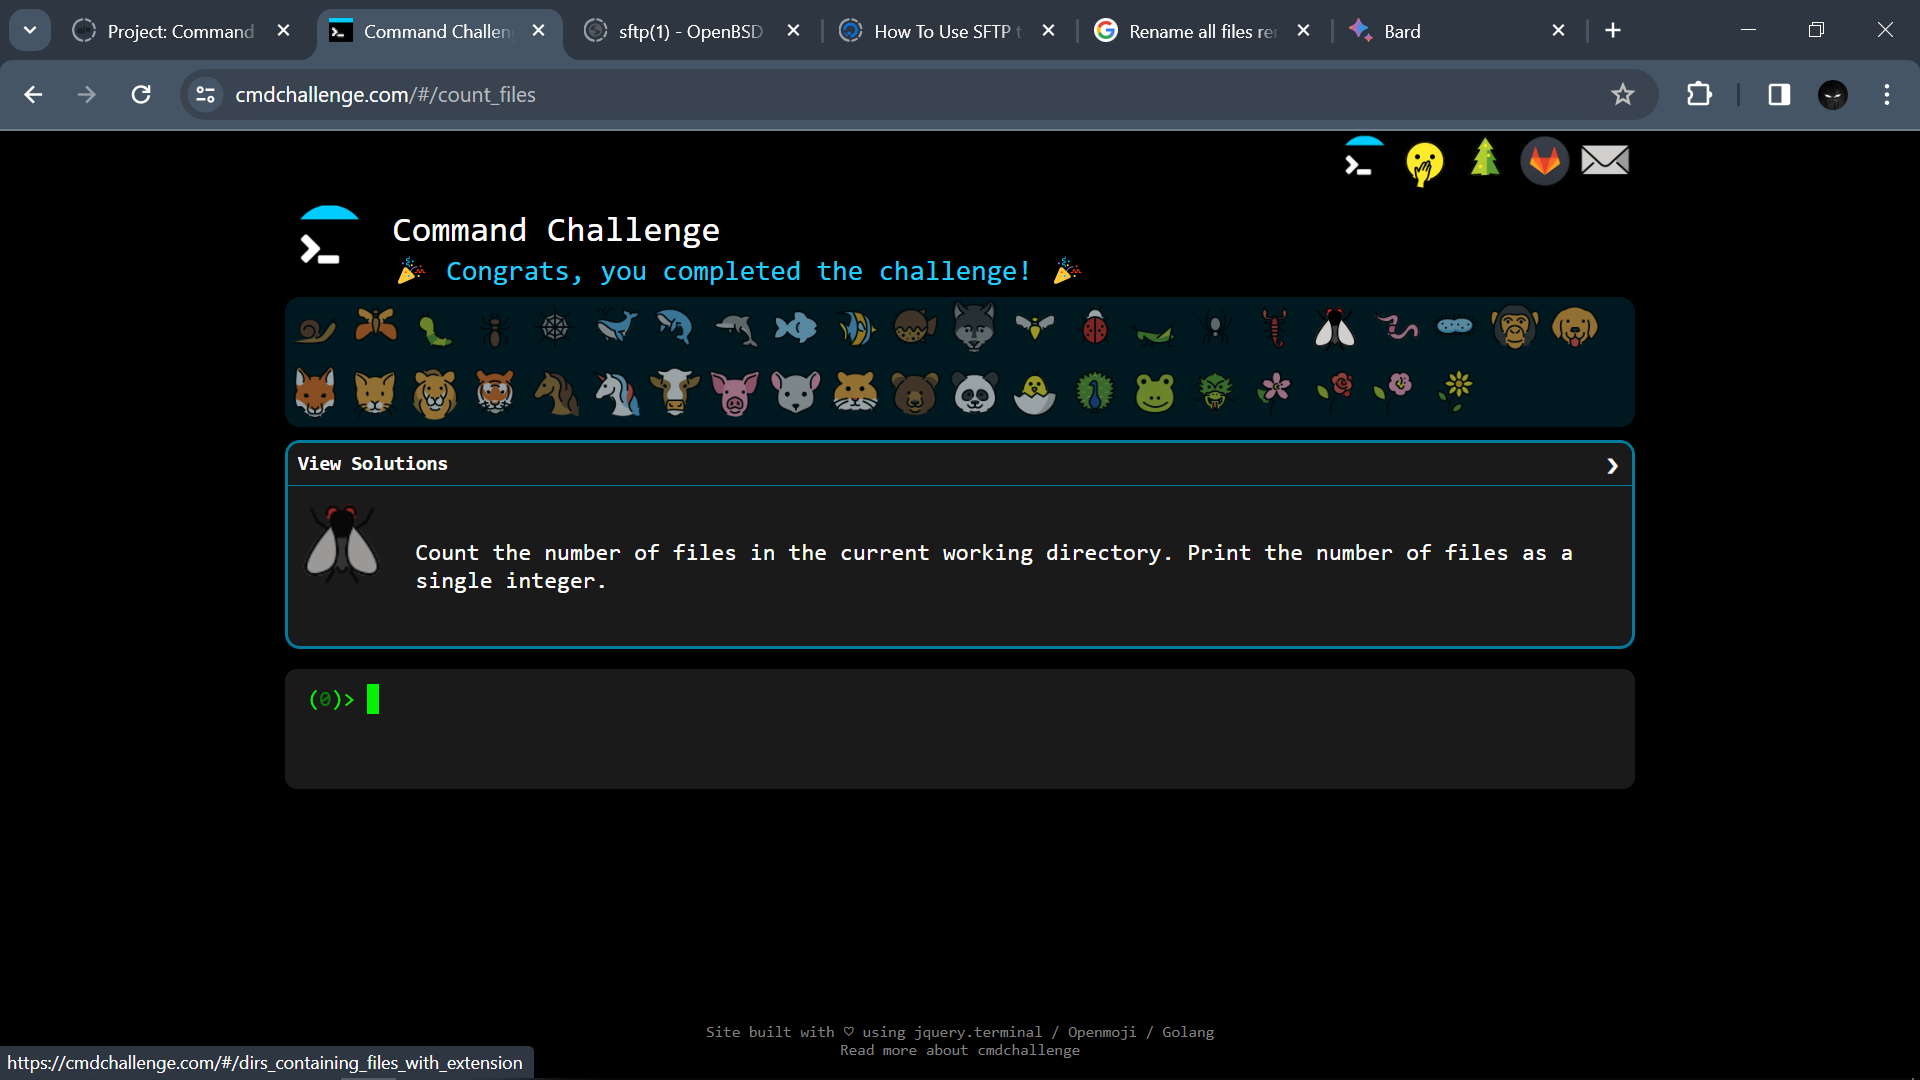 Project: Command
Command Challen
sftp(1) - OpenBSD
How To Use SFTP t
Rename all files re
Bard
cmdchallenge.com/#/count_files
Command Challenge
Congrats, you completed the challenge!
View Solutions
Count the number of files in the current working directory. Print the number of files as a
single integer.
(0)>
Site built with ♡ using jquery.terminal / Openmoji / Golang
Read more about cmdchallenge
https://cmdchallenge.com/#/dirs_containing_files_with_extension